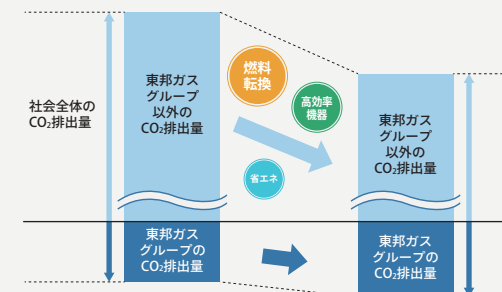 社会全体の
CO₂排出量
東邦ガス
グループ
以外の
CO₂排出量
燃料
転換
高効率
機器
省エネ
東邦ガス
グループ
以外の
CO₂排出量
東邦ガス
グループの
CO₂排出量
東邦ガス
グループの
CO₂排出量